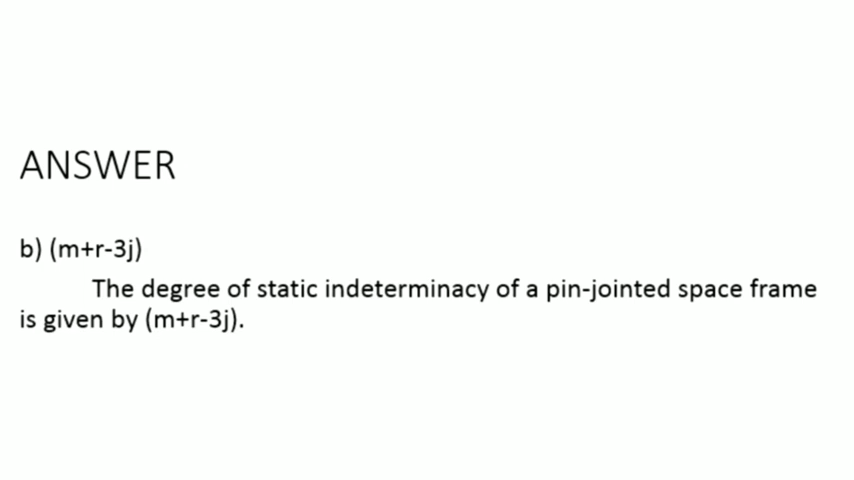 ANSWER
b) (m+r-3j)
The degree of static indeterminacy of a pin-jointed space frame
is given by (m+r-3j).